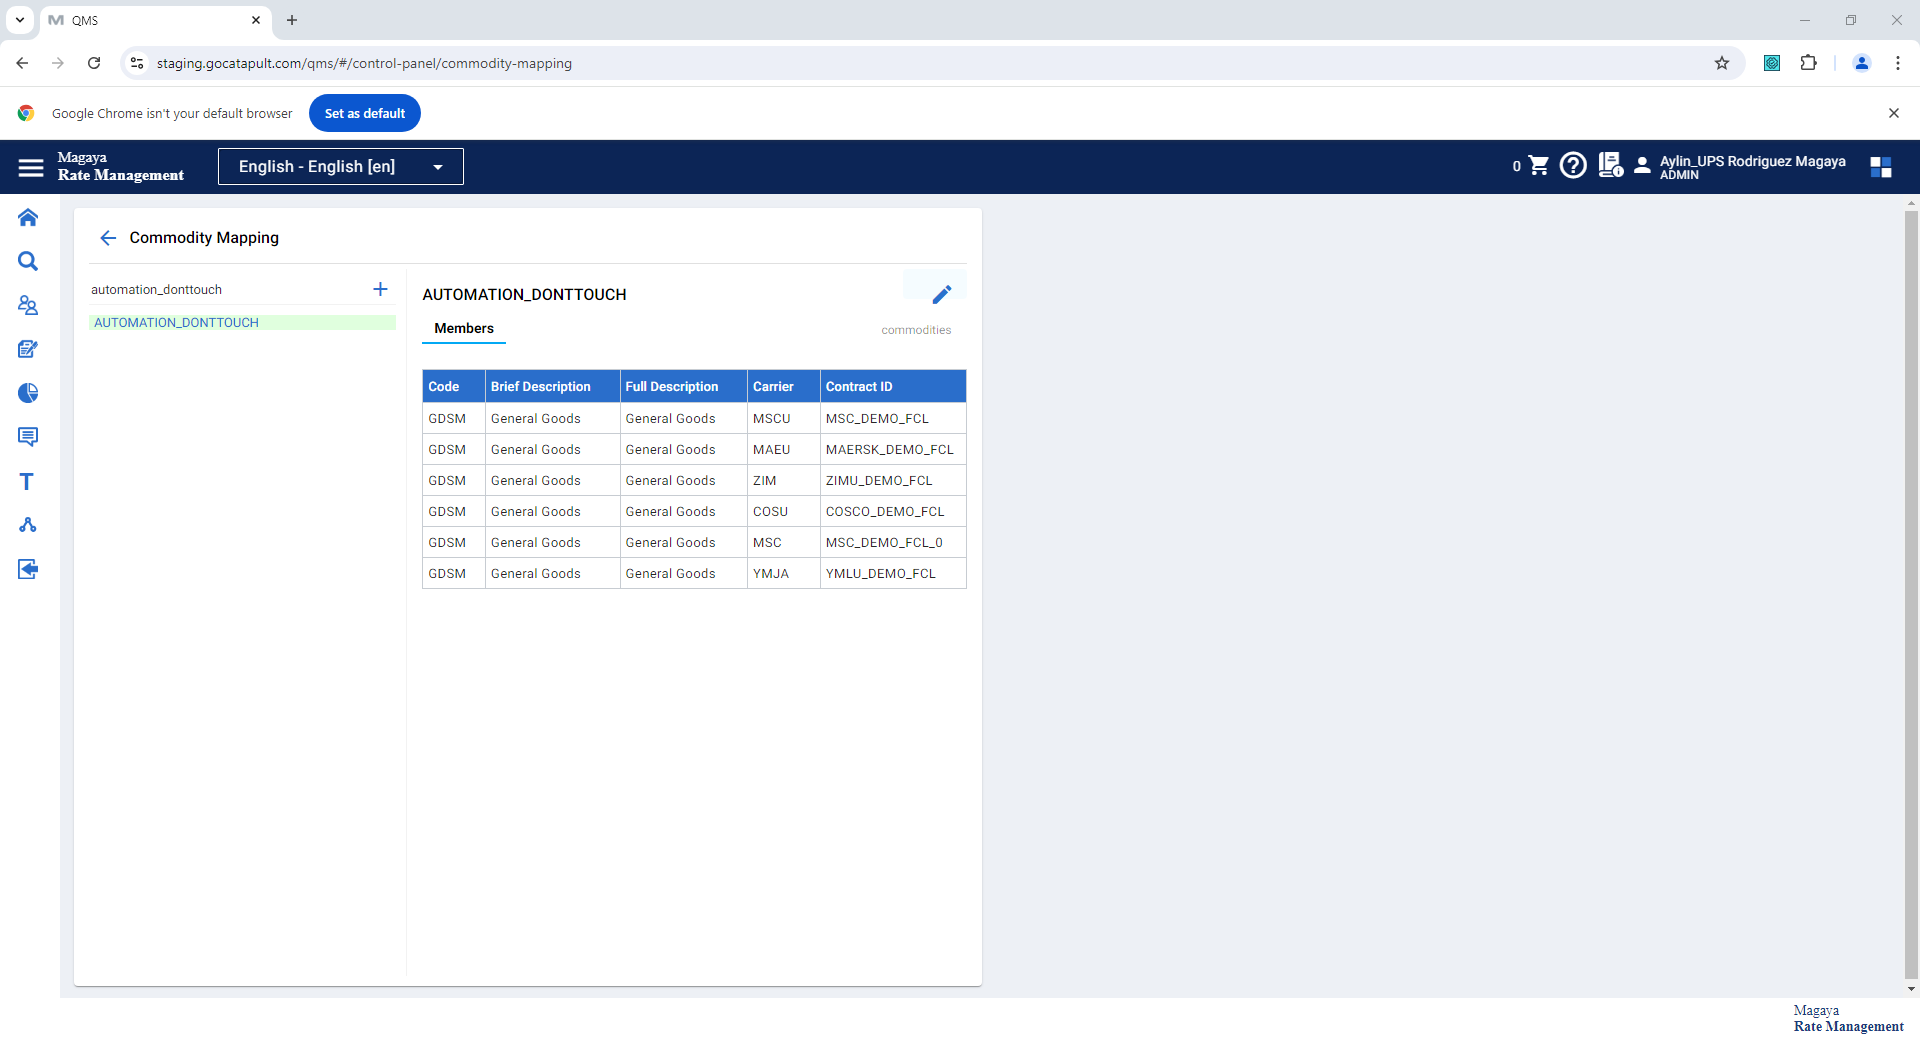 QMS
staging.gocatapult.com/qms/#/control-panel/commodity-mapping
Google Chrome isn't your default browser
Set as default
Magaya
Rate Management
English - English [en]
0
Aylin_UPS Rodriguez Magaya
ADMIN
Commodity Mapping
automation_donttouch
AUTOMATION_DONTTOUCH
AUTOMATION_DONTTOUCH
Members
commodities
Code Brief Description Full Description Carrier Contract ID
GDSM General Goods General Goods MSCU MSC_DEMO_FCL
GDSM General Goods General Goods MAEU MAERSK_DEMO_FCL
GDSM General Goods General Goods ZIM ZIMU_DEMO_FCL
GDSM General Goods General Goods COSU COSCO_DEMO_FCL
GDSM General Goods General Goods MSC MSC_DEMO_FCL_0
GDSM General Goods General Goods YMJA YMLU_DEMO_FCL
Magaya
Rate Management